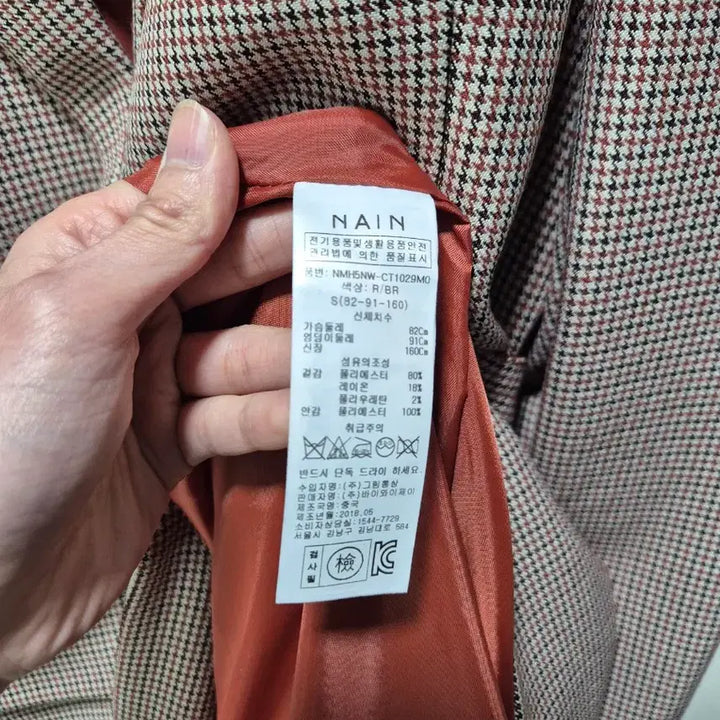 NAIN
전기용품및생활용품안전
관리법에 의한 품질표시
품번: NMH5NW-CT1029MO
색상: R/BR
S(82-91-160)
신체치수
가슴둘레 82Cm
엉덩이둘레 91Cm
신장 160Cm
섬유의조성
겉감 폴리에스터 80%
레이온 18%
폴리우레탄 2%
안감 폴리에스터 100%
취급주의
반드시 단독 드라이 하세요.
수입자명: (주)그림통상
판매자명: (주)바이와이제이
제조국명: 중국
제조년월: 2018.05
소비자상담실: 1544-7729
서울시 강남구 강남대로 584
검사필
檢
KC